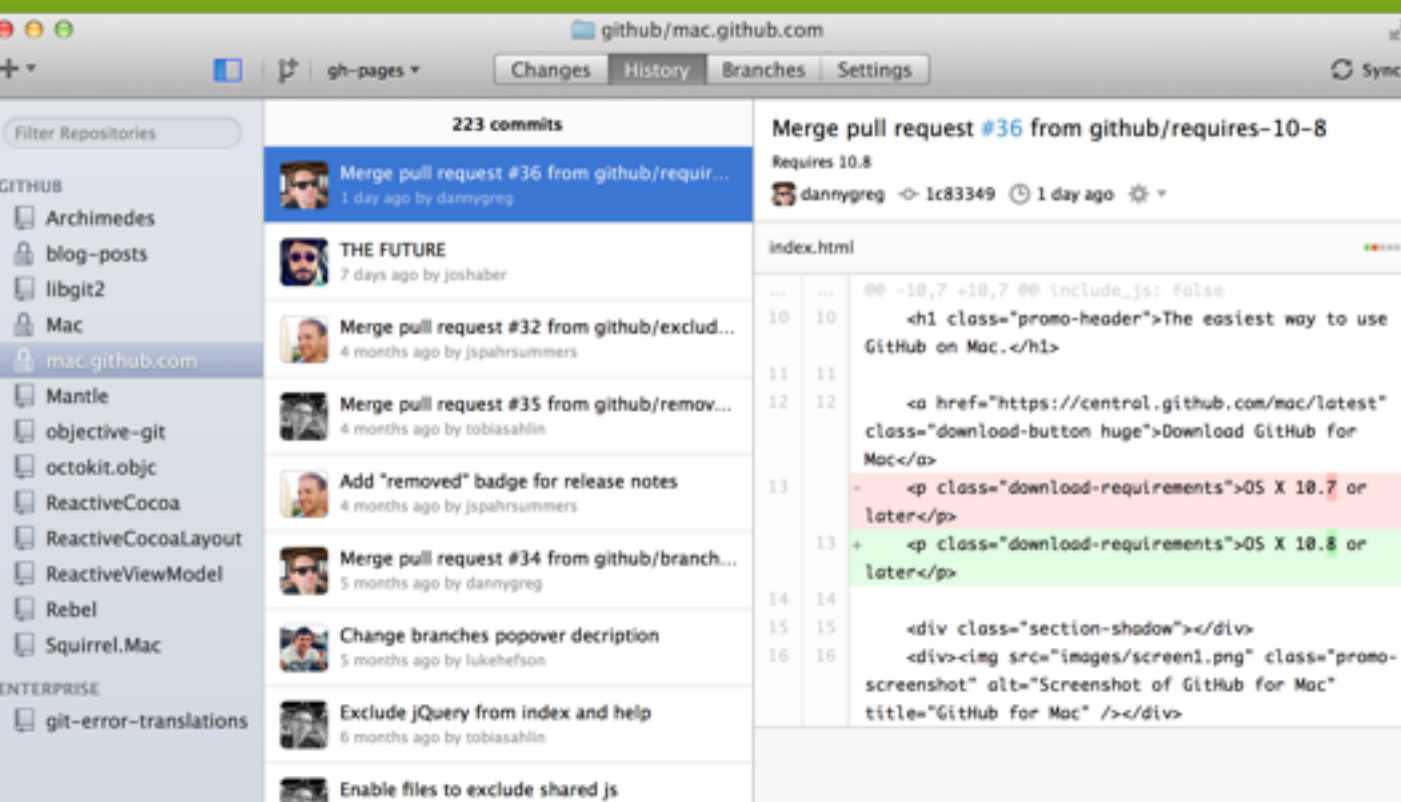 github/mac.github.com
gh-pages
Changes
History
Branches
Settings
Sync
Filter Repositories
GITHUB
Archimedes
blog-posts
libgit2
Mac
mac.github.com
Mantle
objective-git
octokit.objc
ReactiveCocoa
ReactiveCocoaLayout
ReactiveViewModel
Rebel
Squirrel.Mac
ENTERPRISE
git-error-translations
223 commits
Merge pull request #36 from github/requir...
1 day ago by dannygreg
THE FUTURE
7 days ago by joshaber
Merge pull request #32 from github/exclud...
4 months ago by jspahrsummers
Merge pull request #35 from github/remov...
4 months ago by tobiasahlin
Add "removed" badge for release notes
4 months ago by jspahrsummers
Merge pull request #34 from github/branch...
5 months ago by dannygreg
Change branches popover decription
5 months ago by lukehefson
Exclude jQuery from index and help
6 months ago by tobiasahlin
Enable files to exclude shared js
Merge pull request #36 from github/requires-10-8
Requires 10.8
dannygreg 1c83349 1 day ago
index.html
... ... @@ -10,7 +10,7 @@ include_js: false
10 10 <h1 class="promo-header">The easiest way to use
GitHub on Mac.</h1>
11 11
12 12 <a href="https://central.github.com/mac/latest"
class="download-button huge">Download GitHub for
Mac</a>
13 - <p class="download-requirements">OS X 10.7 or
later</p>
13 + <p class="download-requirements">OS X 10.8 or
later</p>
14 14
15 15 <div class="section-shadow"></div>
16 16 <div><img src="images/screen1.png" class="promo-
screenshot" alt="Screenshot of GitHub for Mac"
title="GitHub for Mac" /></div>